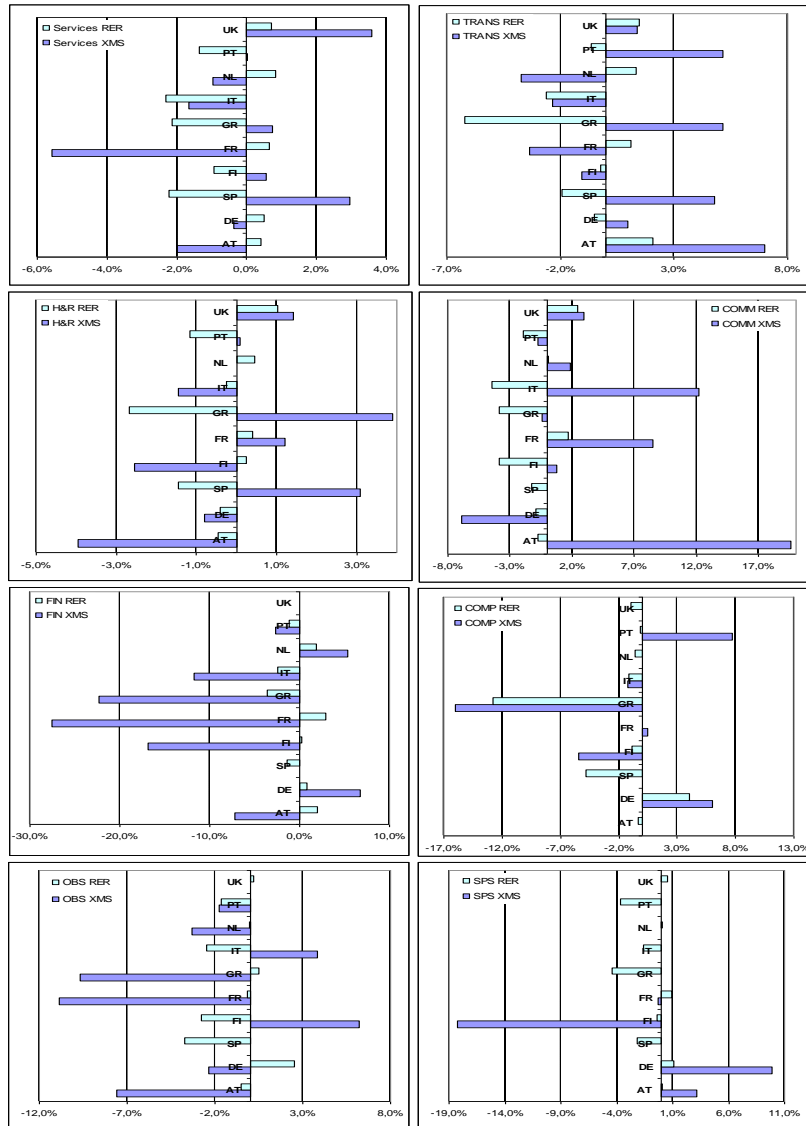 Services RER
Services XMS
UK
PT
NL
IT
GR
FR
FI
SP
DE
AT
-6,0% -4,0% -2,0% 0,0% 2,0% 4,0%
TRANS RER
TRANS XMS
UK
PT
NL
IT
GR
FR
FI
SP
DE
AT
-7,0% -2,0% 3,0%
H&R RER
H&R XMS
UK
PT
NL
IT
GR
FR
FI
SP
DE
AT
-5,0% -3,0% -1,0% 1,0% 3,0%
COMM RER
COMM XMS
UK
PT
NL
IT
GR
FR
FI
SP
DE
AT
-8,0% -3,0% 2,0% 7,0% 12,0% 17,0%
FIN RER
FIN XMS
UK
PT
NL
IT
GR
FR
FI
SP
DE
AT
-30,0% -20,0% -10,0% 0,0% 10,0%
COMP RER
COMP XMS
UK
PT
NL
IT
GR
FR
FI
SP
DE
AT
-17,0% -12,0% -7,0% -2,0% 3,0% 8,0% 13,0%
OBS RER
OBS XMS
UK
PT
NL
IT
GR
FR
FI
SP
DE
AT
-12,0% -7,0% -2,0% 3,0% 8,0%
SPS RER
SPS XMS
UK
PT
NL
IT
GR
FR
FI
SP
DE
AT
-19,0% -14,0% -9,0% -4,0% 1,0% 6,0% 11,0%